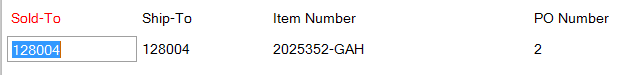 Sold-To Ship-To Item Number PO Number
128004 128004 2025352-GAH 2